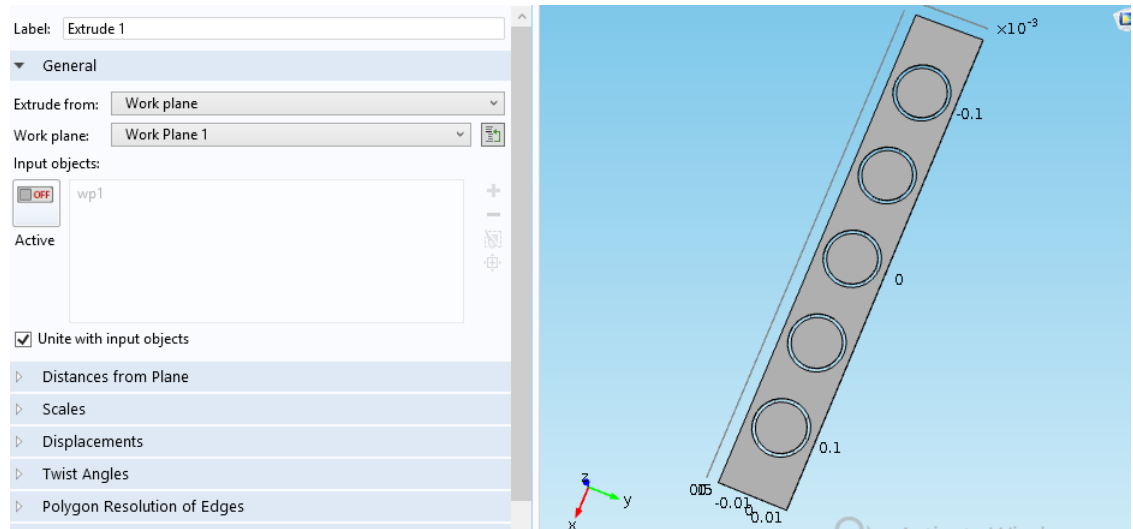 Label: Extrude 1
General
Extrude from: Work plane
Work plane: Work Plane 1
Input objects:
OFF
wp1
Active
Unite with input objects
Distances from Plane
Scales
Displacements
Twist Angles
Polygon Resolution of Edges
×10⁻³
-0.1
0
0.1
-0.01
0
0.01
z
y
x